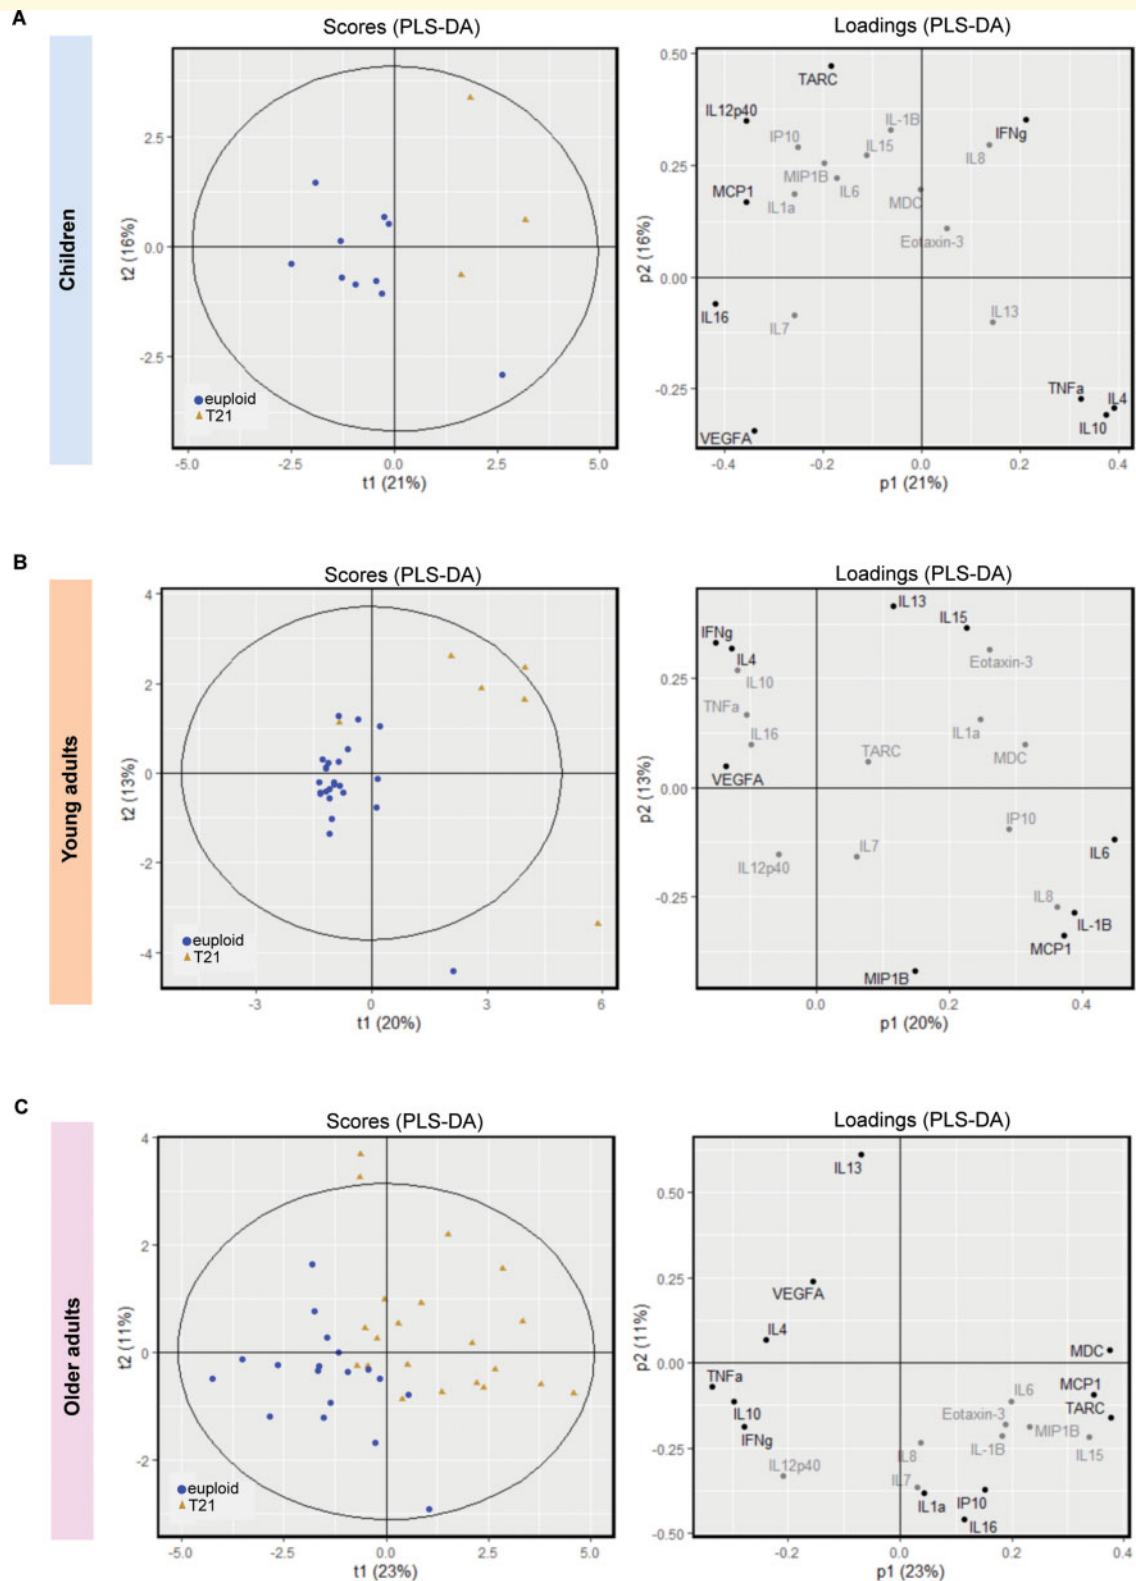 A
Scores (PLS-DA)
Loadings (PLS-DA)
Children
t2 (16%)
2.5
0.0
-2.5
euploid
T21
-5.0 -2.5 0.0 2.5 5.0
t1 (21%)
p2 (16%)
0.50
0.25
0.00
-0.25
TARC
IL12p40
IL-1B
IP10
IFNg
IL15
IL8
MIP1B
IL6
MCP1
IL1a
MDC
Eotaxin-3
IL16
IL7
IL13
TNFa
IL4
IL10
VEGFA
-0.4 -0.2 0.0 0.2 0.4
p1 (21%)
B
Scores (PLS-DA)
Loadings (PLS-DA)
Young adults
t2 (13%)
4
2
0
-2
-4
euploid
T21
-3 0 3 6
t1 (20%)
p2 (13%)
0.25
0.00
-0.25
IL13
IL15
IFNg
IL4
Eotaxin-3
IL10
TNFa
IL16
IL1a
TARC
MDC
VEGFA
IP10
IL7
IL6
IL12p40
IL8
IL-1B
MCP1
MIP1B
0.0 0.2 0.4
p1 (20%)
C
Scores (PLS-DA)
Loadings (PLS-DA)
Older adults
t2 (11%)
4
2
0
-2
euploid
T21
-5.0 -2.5 0.0 2.5 5.0
t1 (23%)
p2 (11%)
0.50
0.25
0.00
-0.25
-0.50
IL13
VEGFA
IL4
MDC
TNFa
MCP1
IL6
IL10
Eotaxin-3
TARC
IFNg
MIP1B
IL8
IL-1B
IL15
IL12p40
IL7
IL1a
IP10
IL16
-0.2 0.0 0.2 0.4
p1 (23%)